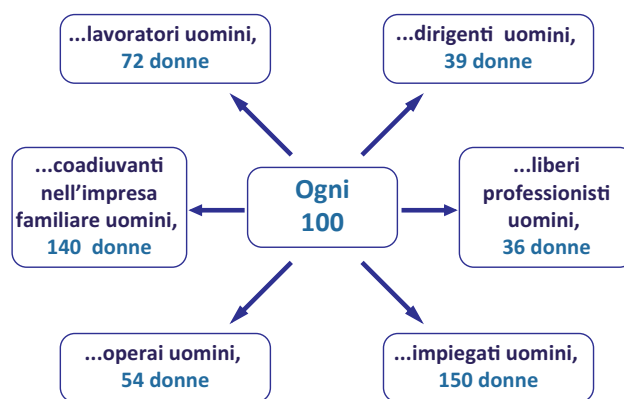 ...lavoratori uomini,
72 donne
...dirigenti uomini,
39 donne
...coadiuvanti
nell'impresa
familiare uomini,
140 donne
Ogni
100
...liberi
professionisti
uomini,
36 donne
...operai uomini,
54 donne
...impiegati uomini,
150 donne